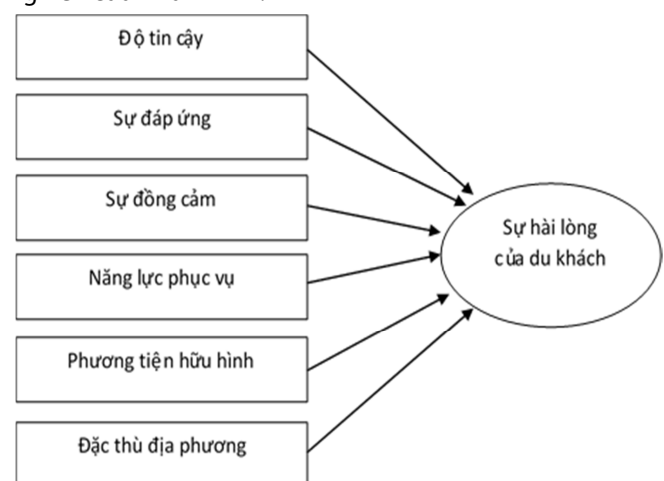 Độ tin cậy
Sự đáp ứng
Sự đồng cảm
Năng lực phục vụ
Phương tiện hữu hình
Đặc thù địa phương
Sự hài lòng
của du khách